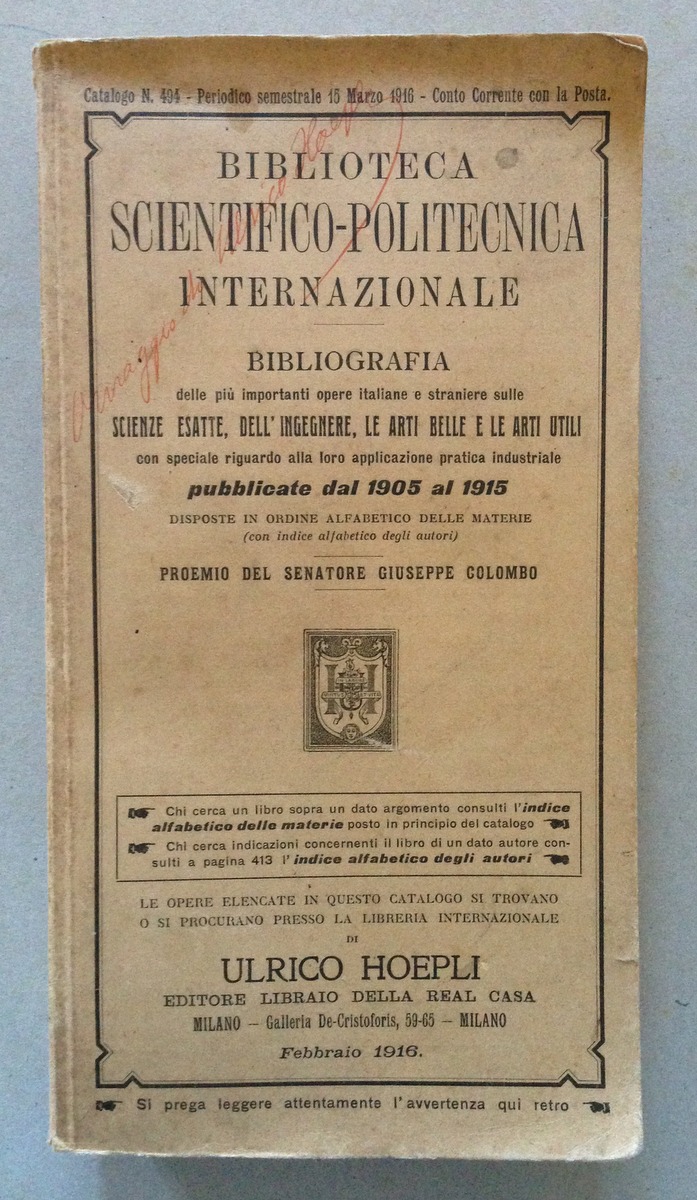 Catalogo N. 494 - Periodico semestrale 15 Marzo 1916 - Conto Corrente con la Posta.
BIBLIOTECA
SCIENTIFICO-POLITECNICA
INTERNAZIONALE
Omaggio di Ulrico Hoepli
BIBLIOGRAFIA
delle più importanti opere italiane e straniere sulle
SCIENZE ESATTE, DELL'INGEGNERE, LE ARTI BELLE E LE ARTI UTILI
con speciale riguardo alla loro applicazione pratica industriale
pubblicate dal 1905 al 1915
DISPOSTE IN ORDINE ALFABETICO DELLE MATERIE
(con indice alfabetico degli autori)
PROEMIO DEL SENATORE GIUSEPPE COLOMBO
H
Chi cerca un libro sopra un dato argomento consulti l'indice
alfabetico delle materie posto in principio del catalogo
Chi cerca indicazioni concernenti il libro di un dato autore con-
sulti a pagina 413 l'indice alfabetico degli autori
LE OPERE ELENCATE IN QUESTO CATALOGO SI TROVANO
O SI PROCURANO PRESSO LA LIBRERIA INTERNAZIONALE
DI
ULRICO HOEPLI
EDITORE LIBRAIO DELLA REAL CASA
MILANO – Galleria De-Cristoforis, 59-65 – MILANO
Febbraio 1916.
Si prega leggere attentamente l'avvertenza qui retro